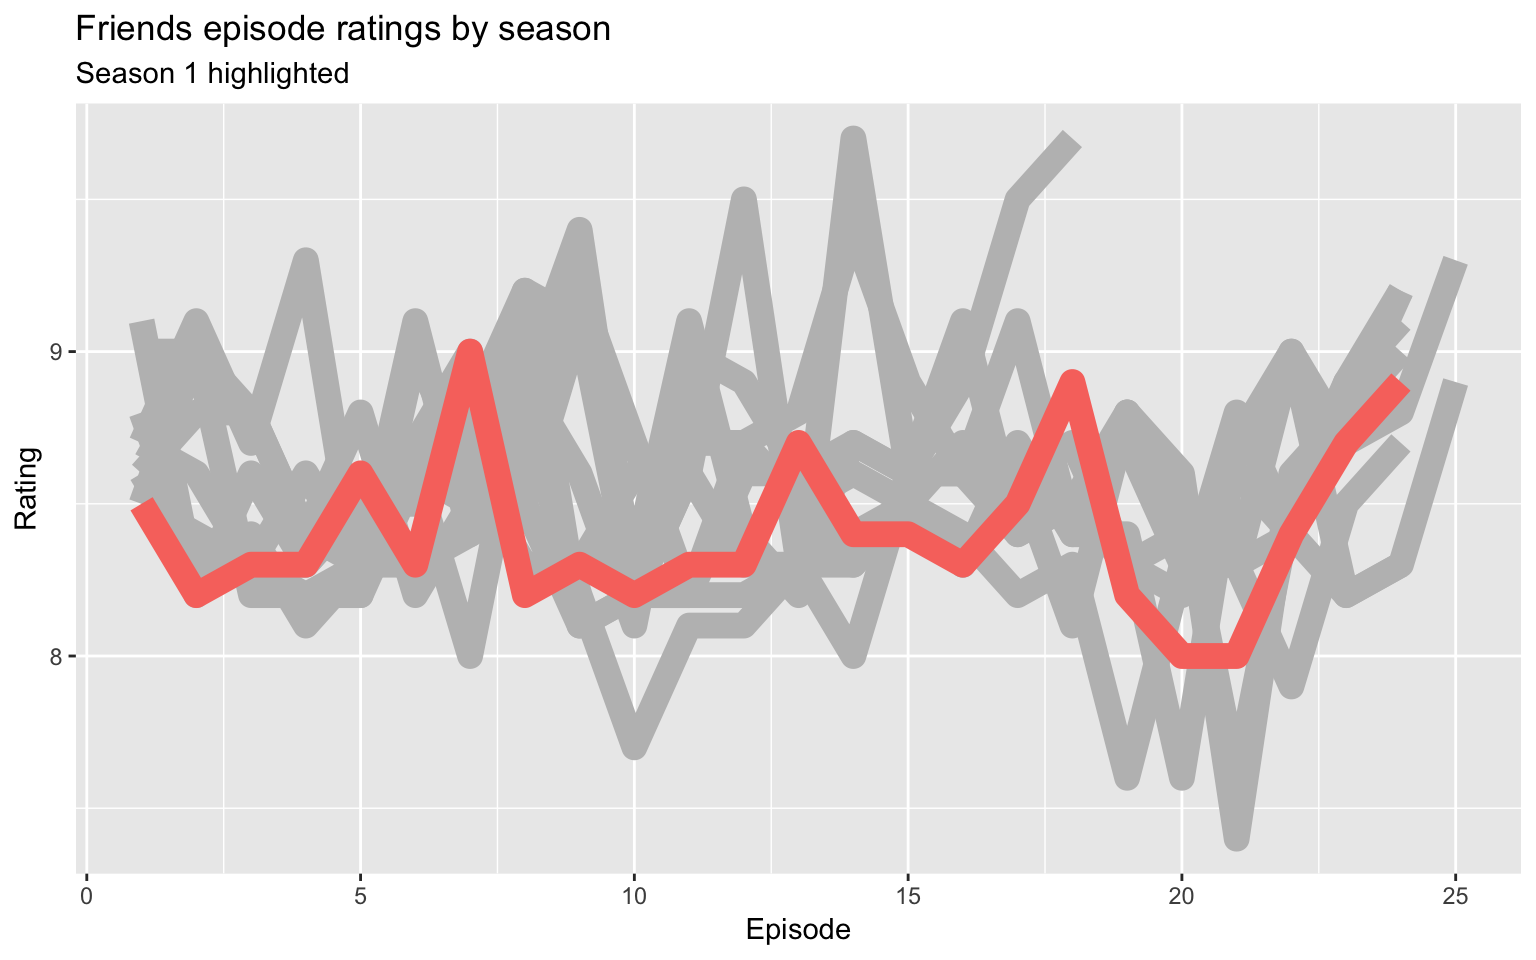 Friends episode ratings by season
Season 1 highlighted
Rating
9
8
0 5 10 15 20 25
Episode